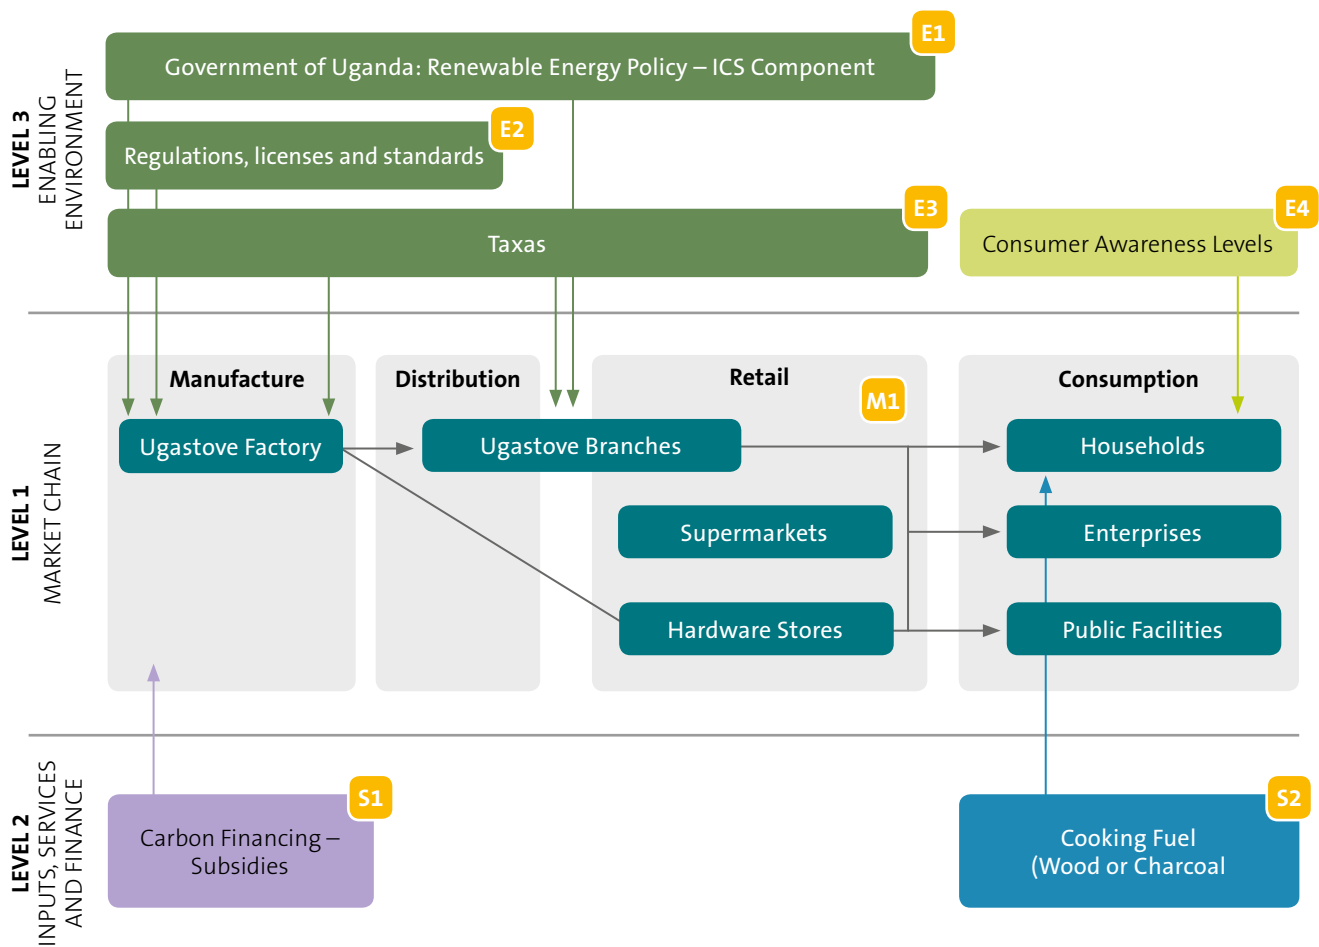 LEVEL 3
ENABLING
ENVIRONMENT
E1
Government of Uganda: Renewable Energy Policy – ICS Component
E2
Regulations, licenses and standards
E3
Taxas
E4
Consumer Awareness Levels
LEVEL 1
MARKET CHAIN
Manufacture
Distribution
Retail
Consumption
M1
Ugastove Factory
Ugastove Branches
Households
Supermarkets
Enterprises
Hardware Stores
Public Facilities
LEVEL 2
INPUTS, SERVICES
AND FINANCE
S1
Carbon Financing –
Subsidies
S2
Cooking Fuel
(Wood or Charcoal